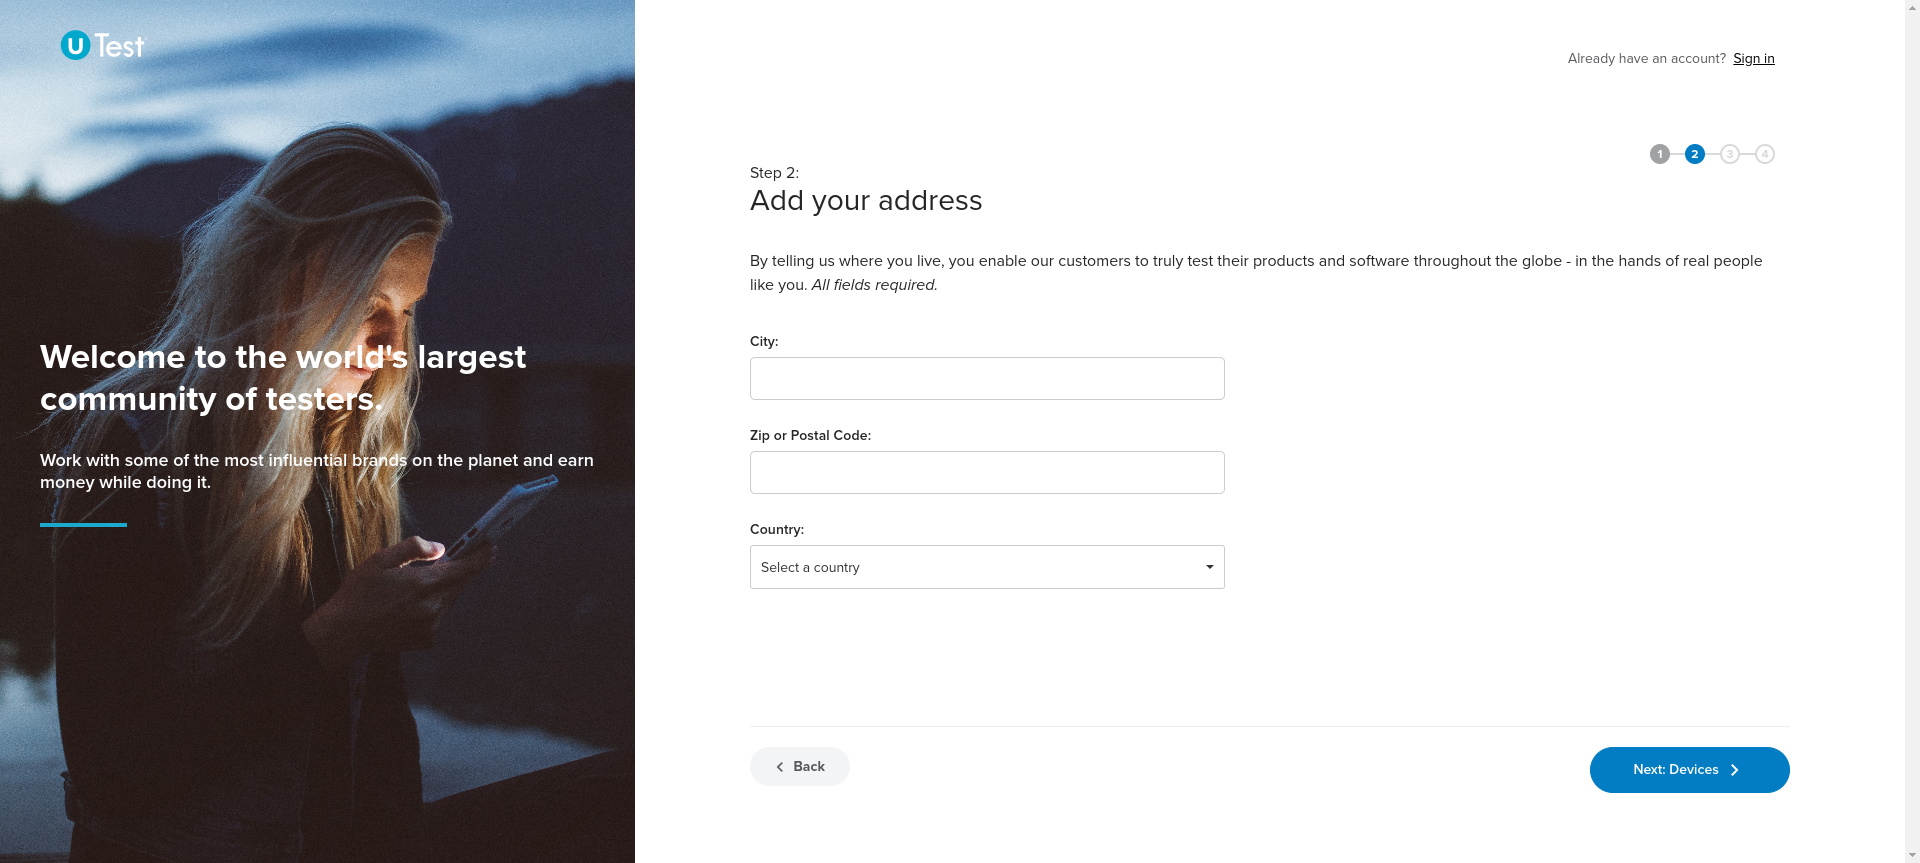 U Test
Already have an account? Sign in
1 2 3 4
Step 2:
Add your address
By telling us where you live, you enable our customers to truly test their products and software throughout the globe - in the hands of real people
like you. All fields required.
City:
Zip or Postal Code:
Country:
Select a country
Back
Next: Devices
Welcome to the world's largest
community of testers.
Work with some of the most influential brands on the planet and earn
money while doing it.